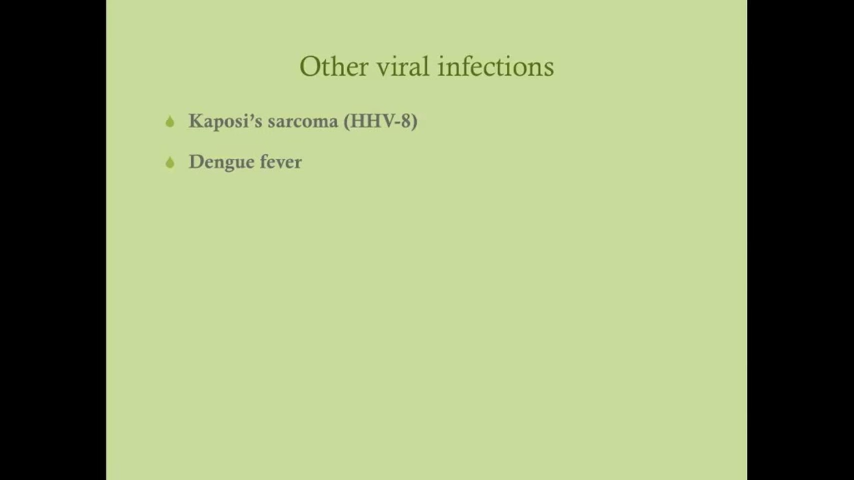 Other viral infections
Kaposi's sarcoma (HHV-8)
Dengue fever